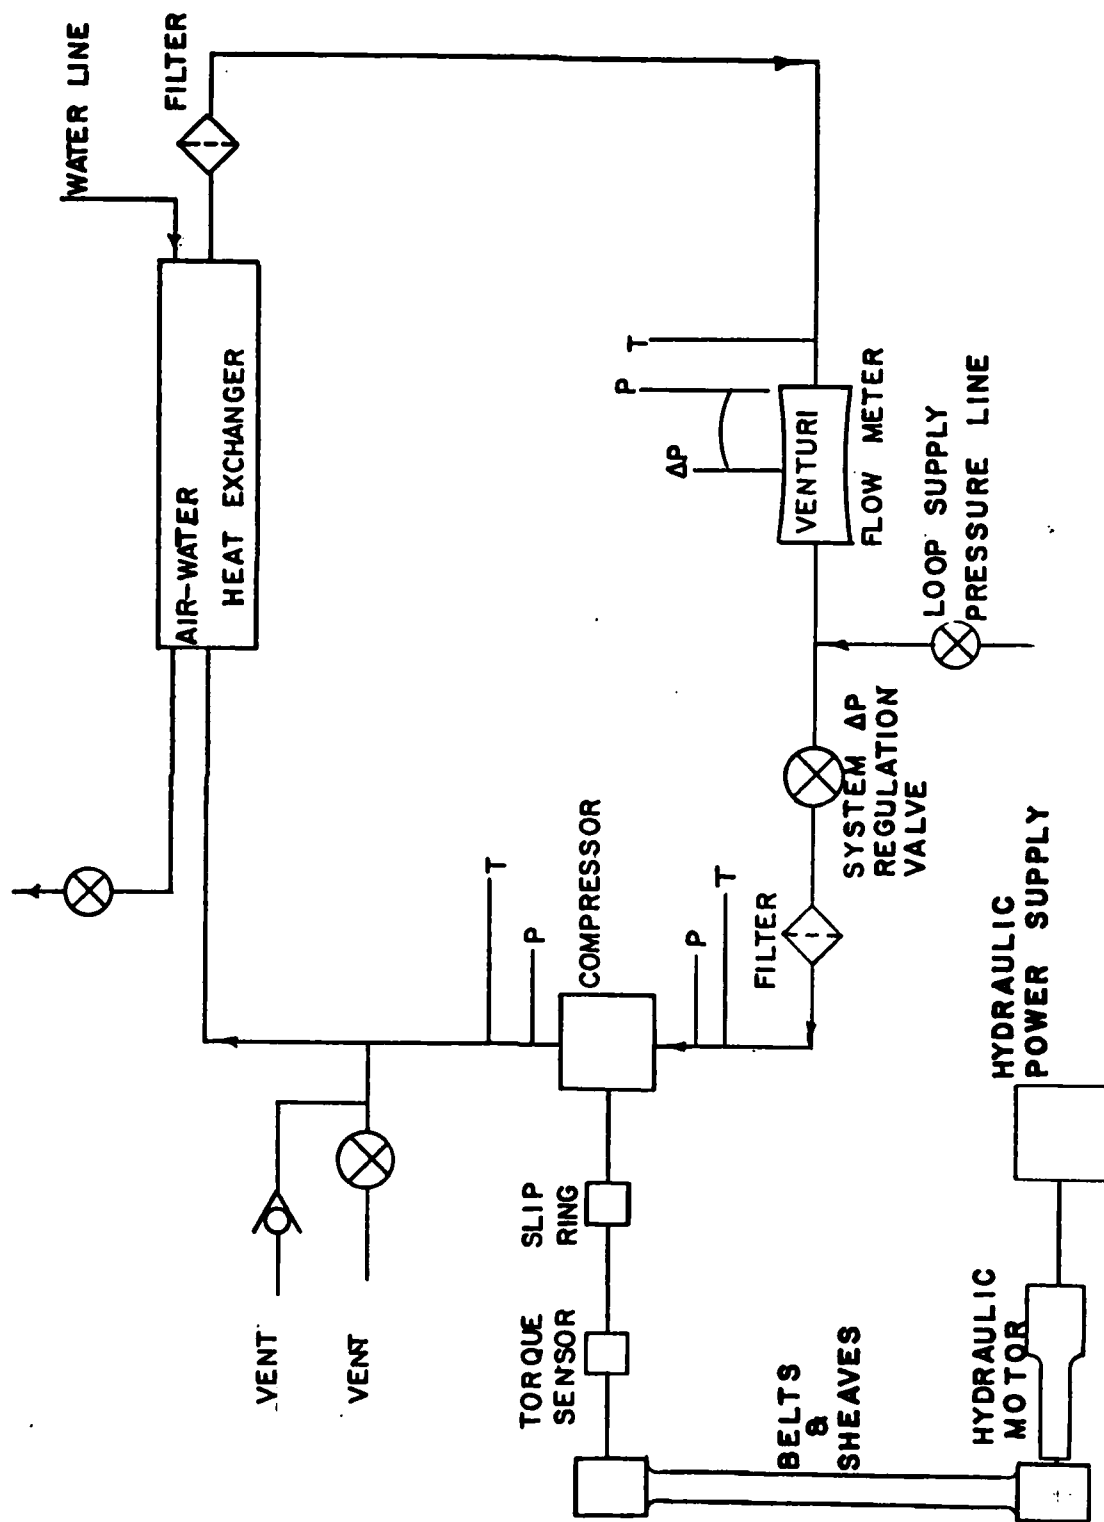 WATER LINE
FILTER
AIR-WATER
HEAT EXCHANGER
T
P
ΔP
VENTURI
FLOW METER
LOOP SUPPLY
PRESSURE LINE
SYSTEM ΔP
REGULATION
VALVE
FILTER
T
P
COMPRESSOR
P
T
VENT
VENT
SLIP
RING
TORQUE
SENSOR
BELTS
&
SHEAVES
HYDRAULIC
MOTOR
HYDRAULIC
POWER SUPPLY